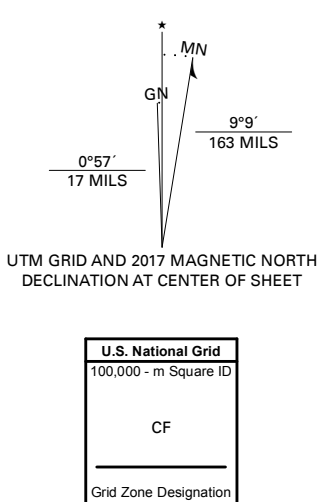 ★
MN
GN
9°9´
163 MILS
0°57´
17 MILS
UTM GRID AND 2017 MAGNETIC NORTH
DECLINATION AT CENTER OF SHEET
U.S. National Grid
100,000 - m Square ID
CF
Grid Zone Designation